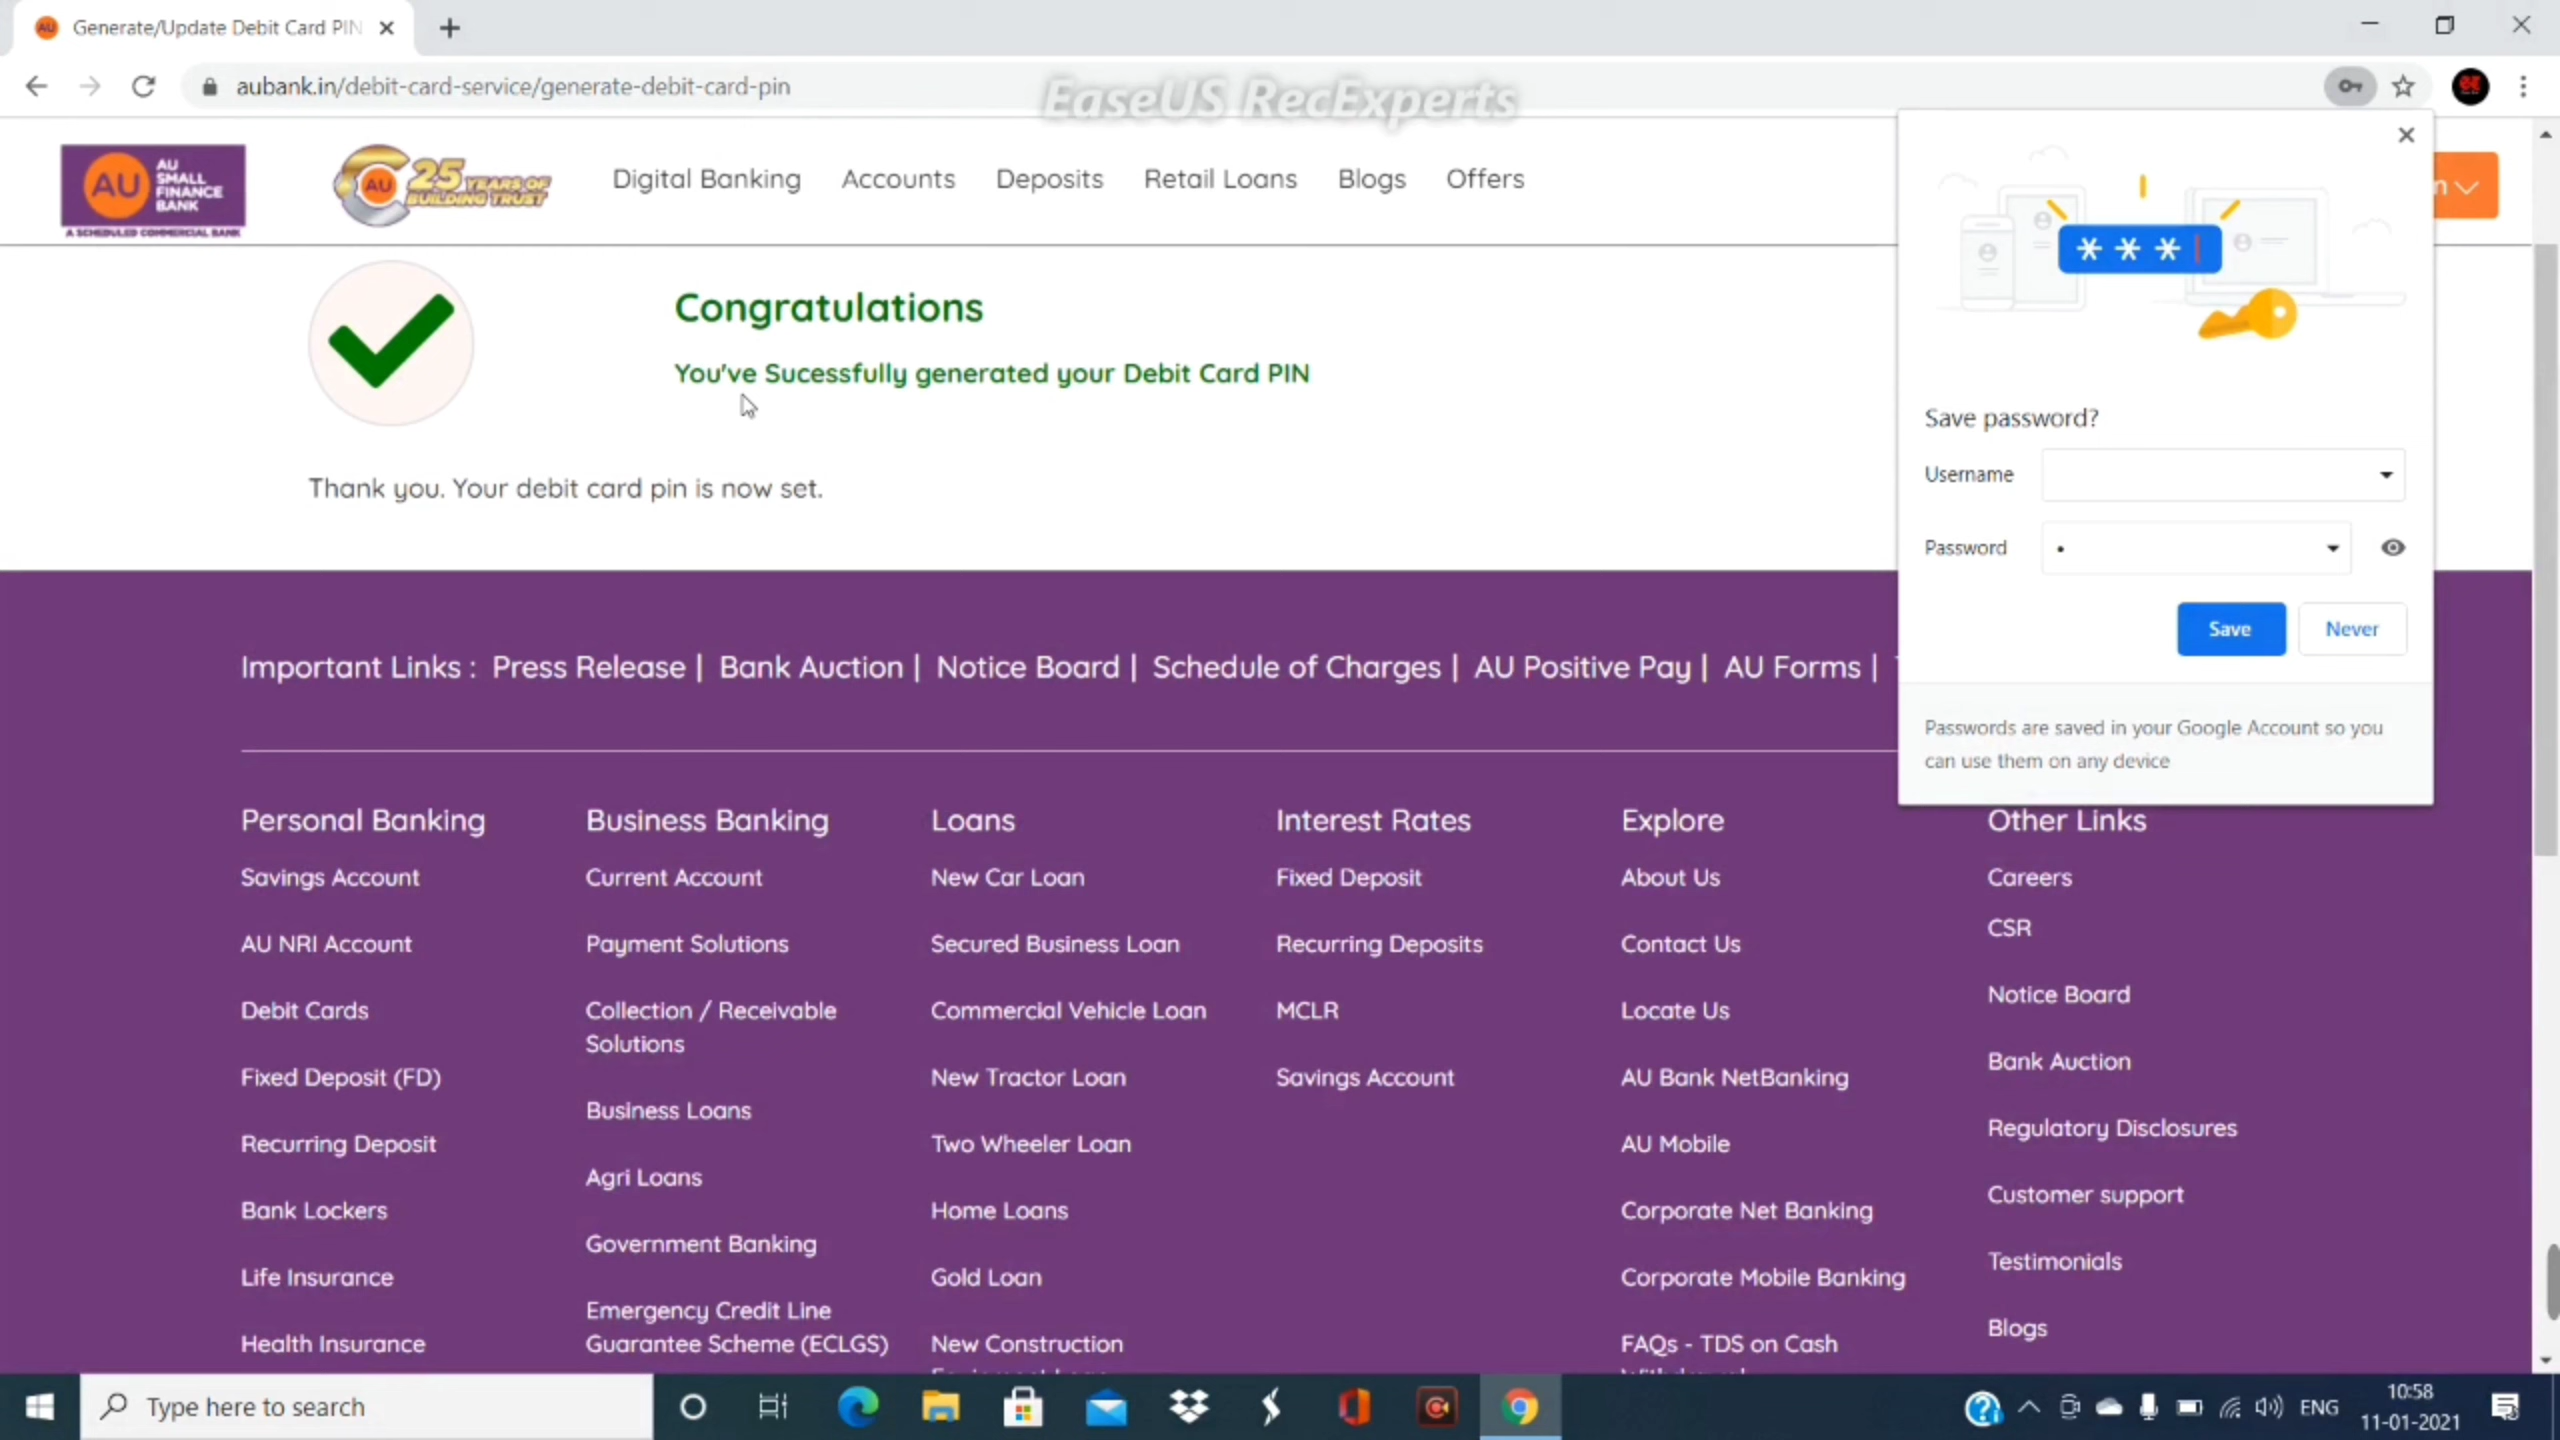 Generate/Update Debit Card PIN
aubank.in/debit-card-service/generate-debit-card-pin
EaseUS RecExperts
AU SMALL FINANCE BANK
A SCHEDULED COMMERCIAL BANK
AU 25 YEARS OF BUILDING TRUST
Digital Banking Accounts Deposits Retail Loans Blogs Offers
Congratulations
You've Sucessfully generated your Debit Card PIN
Thank you. Your debit card pin is now set.
***
Save password?
Username
Password •
Save Never
Passwords are saved in your Google Account so you
can use them on any device
Important Links : Press Release | Bank Auction | Notice Board | Schedule of Charges | AU Positive Pay | AU Forms |
Personal Banking
Savings Account
AU NRI Account
Debit Cards
Fixed Deposit (FD)
Recurring Deposit
Bank Lockers
Life Insurance
Health Insurance
Business Banking
Current Account
Payment Solutions
Collection / Receivable
Solutions
Business Loans
Agri Loans
Government Banking
Emergency Credit Line
Guarantee Scheme (ECLGS)
Loans
New Car Loan
Secured Business Loan
Commercial Vehicle Loan
New Tractor Loan
Two Wheeler Loan
Home Loans
Gold Loan
New Construction
Interest Rates
Fixed Deposit
Recurring Deposits
MCLR
Savings Account
Explore
About Us
Contact Us
Locate Us
AU Bank NetBanking
AU Mobile
Corporate Net Banking
Corporate Mobile Banking
FAQs - TDS on Cash
Other Links
Careers
CSR
Notice Board
Bank Auction
Regulatory Disclosures
Customer support
Testimonials
Blogs
Type here to search
ENG
10:58
11-01-2021